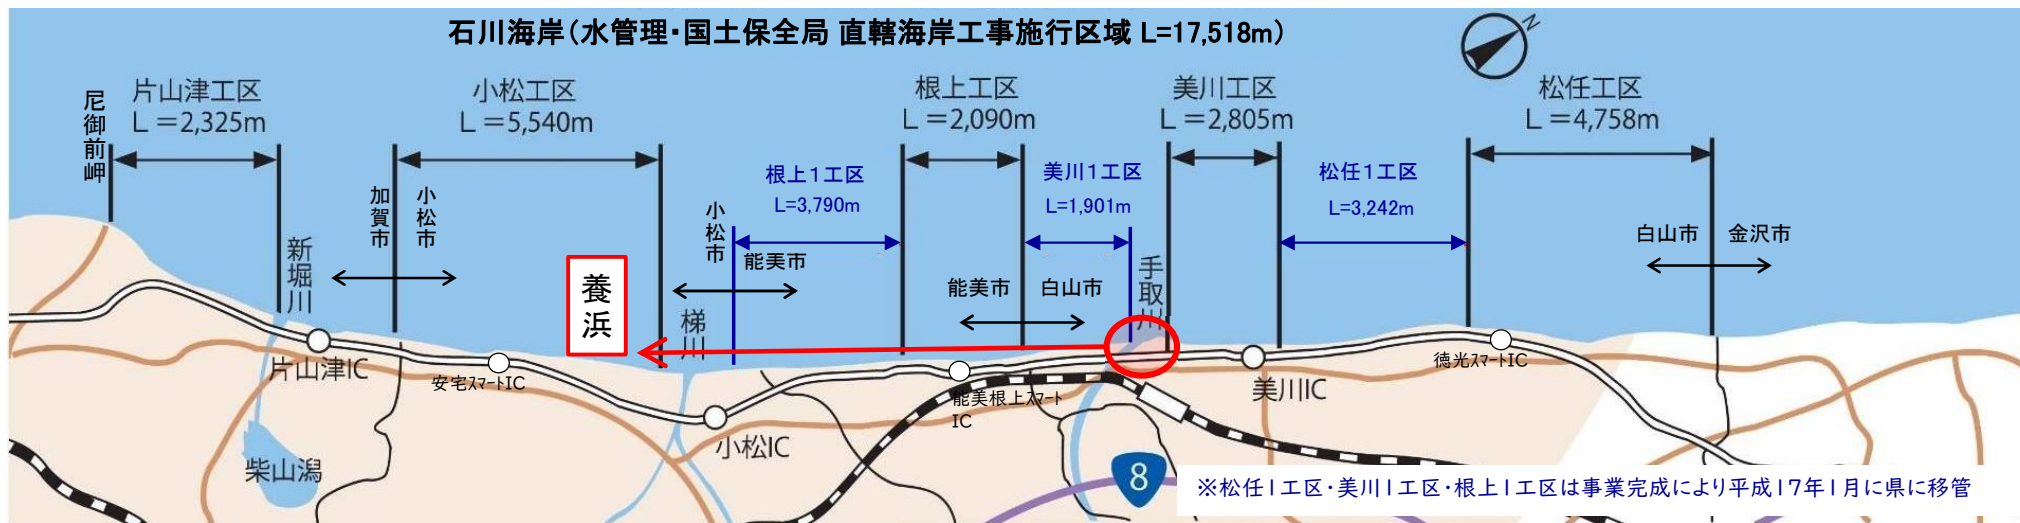 石川海岸（水管理・国土保全局 直轄海岸工事施行区域 L=17,518m）
N
尼御前岬
片山津工区
L＝2,325m
小松工区
L＝5,540m
根上工区
L＝2,090m
美川工区
L＝2,805m
松任工区
L＝4,758m
根上1工区
L=3,790m
美川1工区
L=1,901m
松任1工区
L=3,242m
加賀市
小松市
小松市
能美市
能美市
白山市
白山市
金沢市
新堀川
養浜
梯川
手取川
片山津IC
安宅ｽﾏｰﾄIC
小松IC
能美根上ｽﾏｰﾄ
IC
美川IC
徳光ｽﾏｰﾄIC
柴山潟
8
※松任1工区・美川1工区・根上1工区は事業完成により平成17年1月に県に移管